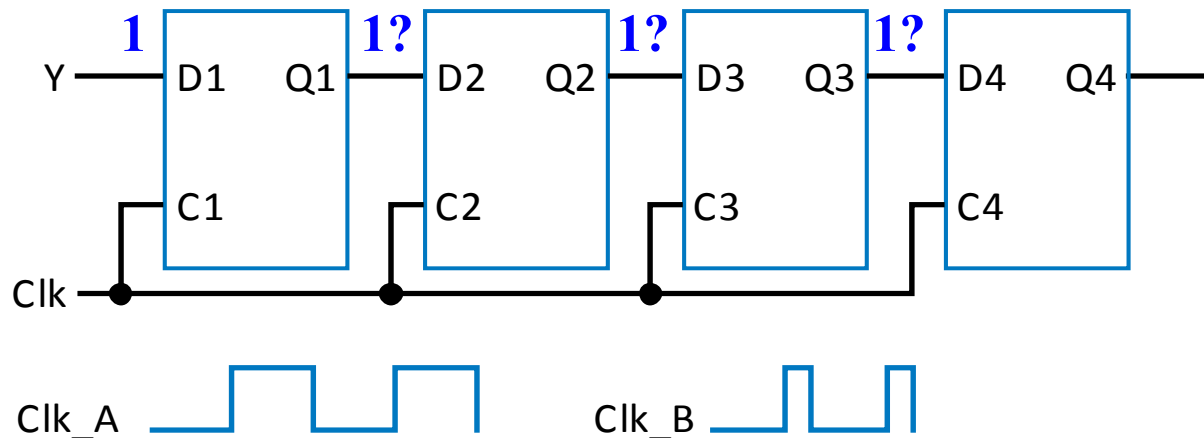 1 1? 1? 1?
Y D1 Q1 D2 Q2 D3 Q3 D4 Q4
C1 C2 C3 C4
Clk
Clk_A Clk_B